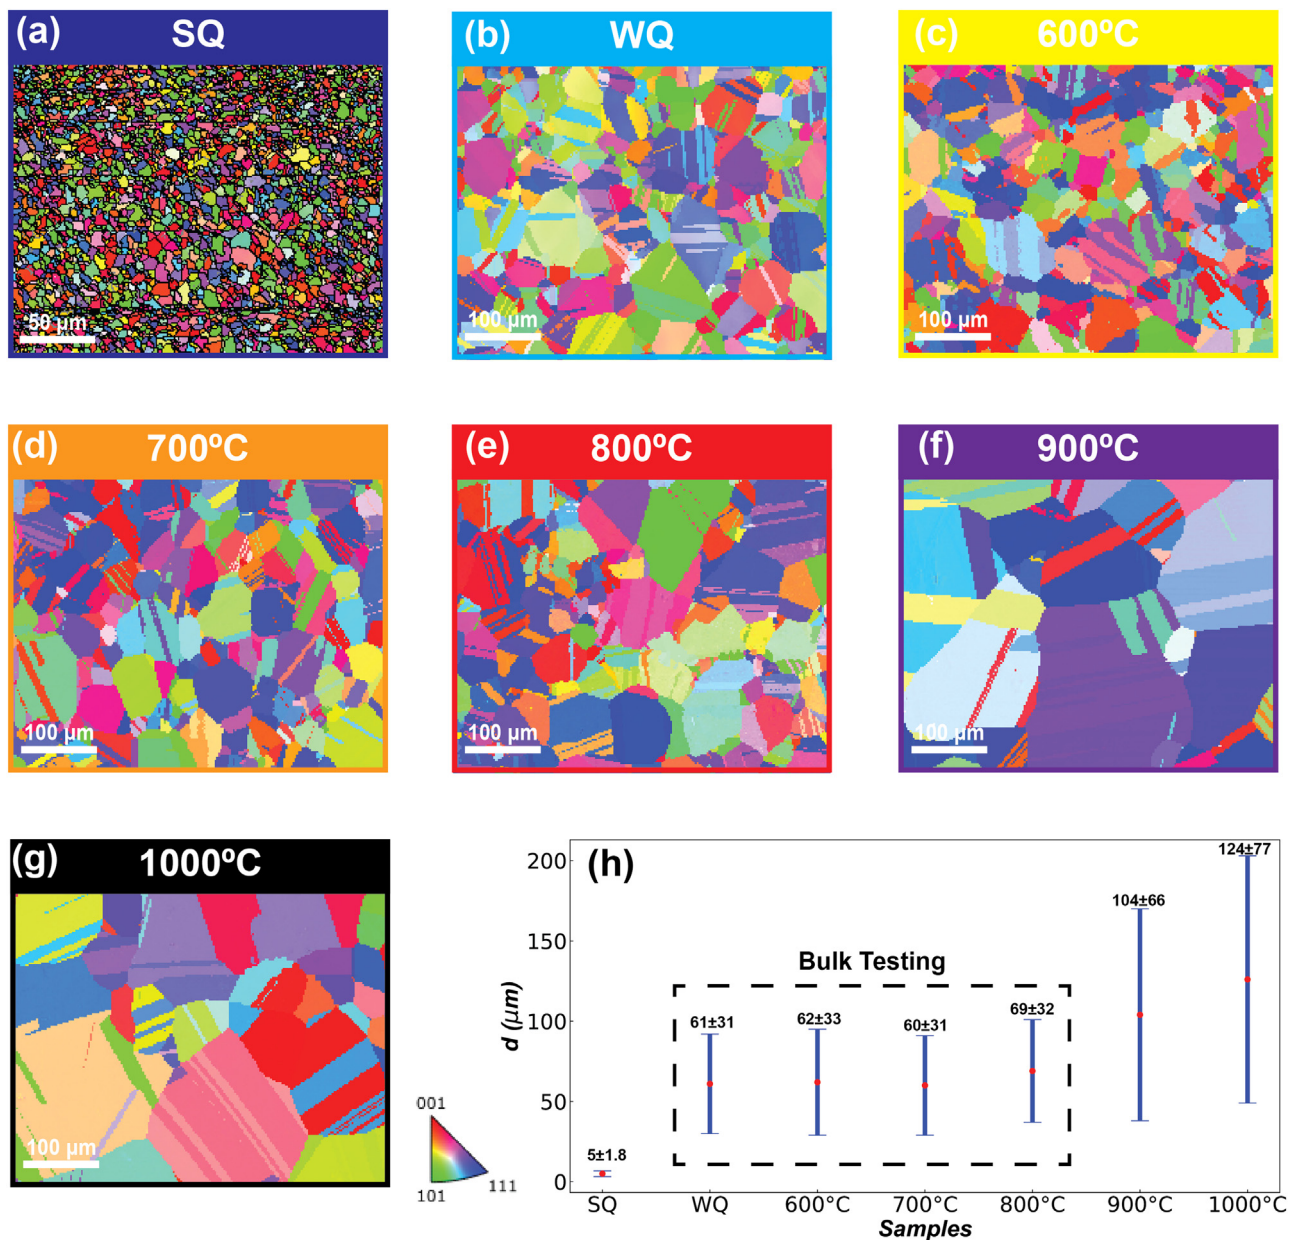 (a) SQ
50 μm
(b) WQ
100 μm
(c) 600ºC
100 μm
(d) 700ºC
100 μm
(e) 800ºC
100 μm
(f) 900ºC
100 μm
(g) 1000ºC
100 μm
001
101
111
(h)
Bulk Testing
d (μm)
200
150
100
50
0
5±1.8
61±31
62±33
60±31
69±32
104±66
124±77
SQ WQ 600°C 700°C 800°C 900°C 1000°C
Samples